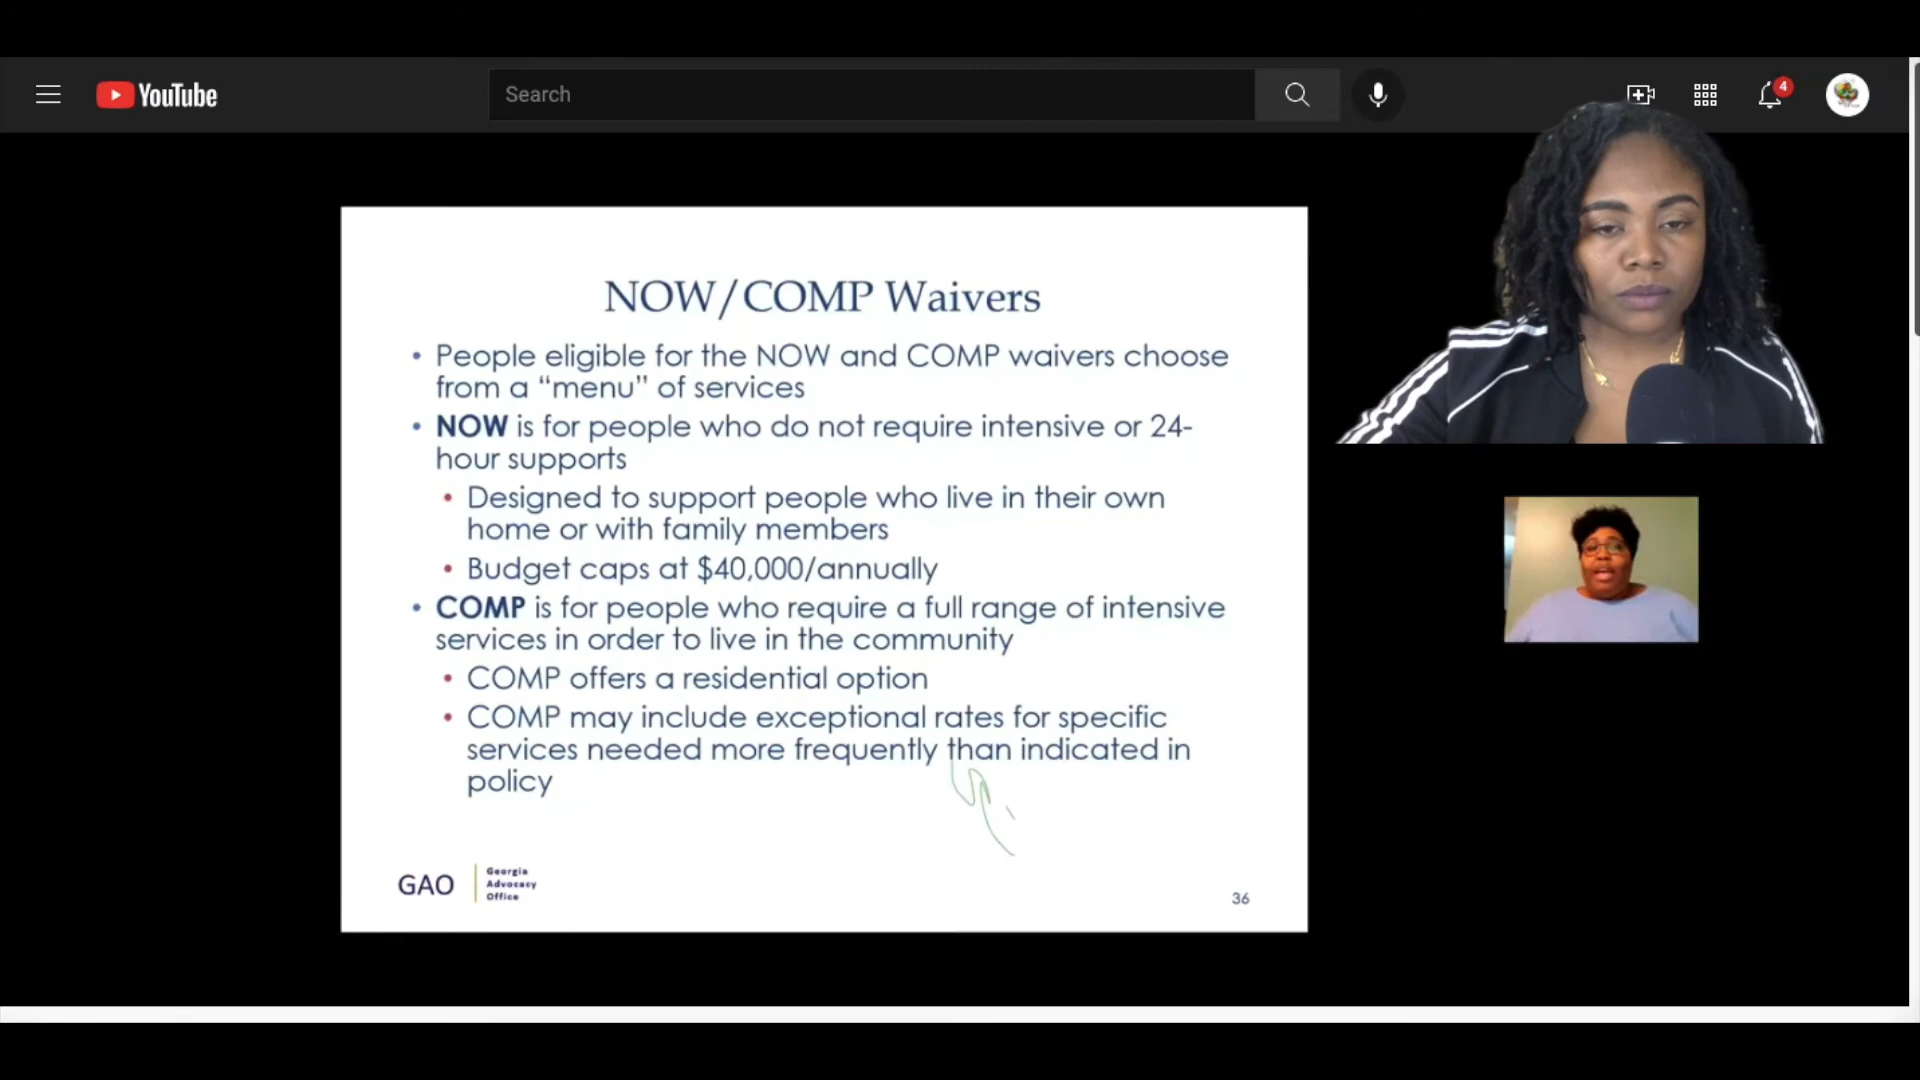 YouTube
Search
4
NOW/COMP Waivers
• People eligible for the NOW and COMP waivers choose
from a “menu” of services
• NOW is for people who do not require intensive or 24-
hour supports
• Designed to support people who live in their own
home or with family members
• Budget caps at $40,000/annually
• COMP is for people who require a full range of intensive
services in order to live in the community
• COMP offers a residential option
• COMP may include exceptional rates for specific
services needed more frequently than indicated in
policy
GAO
Georgia
Advocacy
Office
36